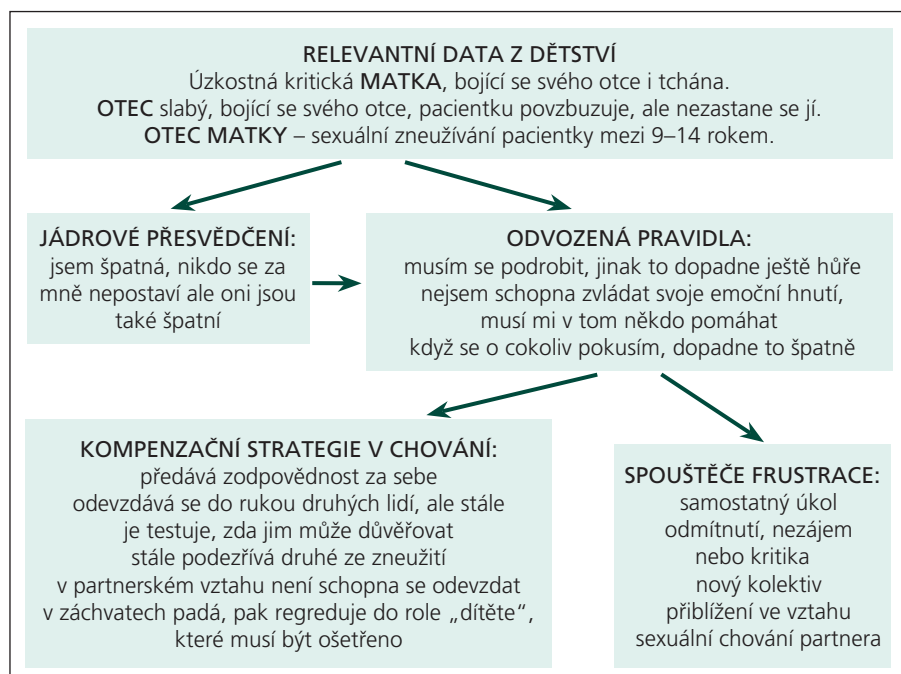 RELEVANTNÍ DATA Z DĚTSTVÍ
Úzkostná kritická MATKA, bojící se svého otce i tchána.
OTEC slabý, bojící se svého otce, pacientku povzbuzuje, ale nezastane se jí.
OTEC MATKY – sexuální zneužívání pacientky mezi 9–14 rokem.
JÁDROVÉ PŘESVĚDČENÍ:
jsem špatná, nikdo se za
mně nepostaví ale oni jsou
také špatní
ODVOZENÁ PRAVIDLA:
musím se podrobit, jinak to dopadne ještě hůře
nejsem schopna zvládat svoje emoční hnutí,
musí mi v tom někdo pomáhat
když se o cokoliv pokusím, dopadne to špatně
KOMPENZAČNÍ STRATEGIE V CHOVÁNÍ:
předává zodpovědnost za sebe
odevzdává se do rukou druhých lidí, ale stále
je testuje, zda jim může důvěřovat
stále podezřívá druhé ze zneužití
v partnerském vztahu není schopna se odevzdat
v záchvatech padá, pak regreduje do role „dítěte“,
které musí být ošetřeno
SPOUŠTĚČE FRUSTRACE:
samostatný úkol
odmítnutí, nezájem
nebo kritika
nový kolektiv
přiblížení ve vztahu
sexuální chování partnera